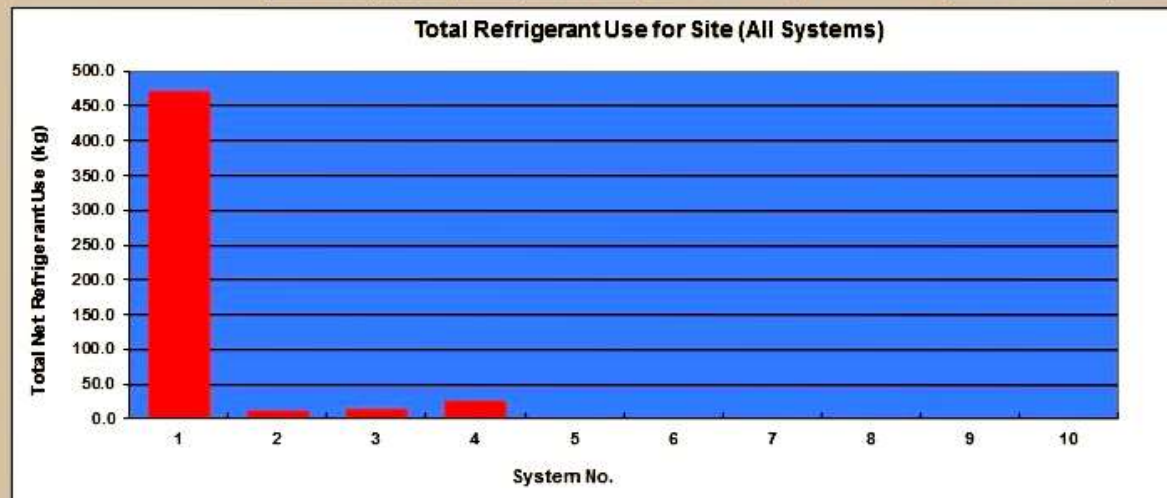 Total Refrigerant Use for Site (All Systems)
Total Net Refrigerant Use (kg)
500.0
450.0
400.0
350.0
300.0
250.0
200.0
150.0
100.0
50.0
0.0
1 2 3 4 5 6 7 8 9 10
System No.